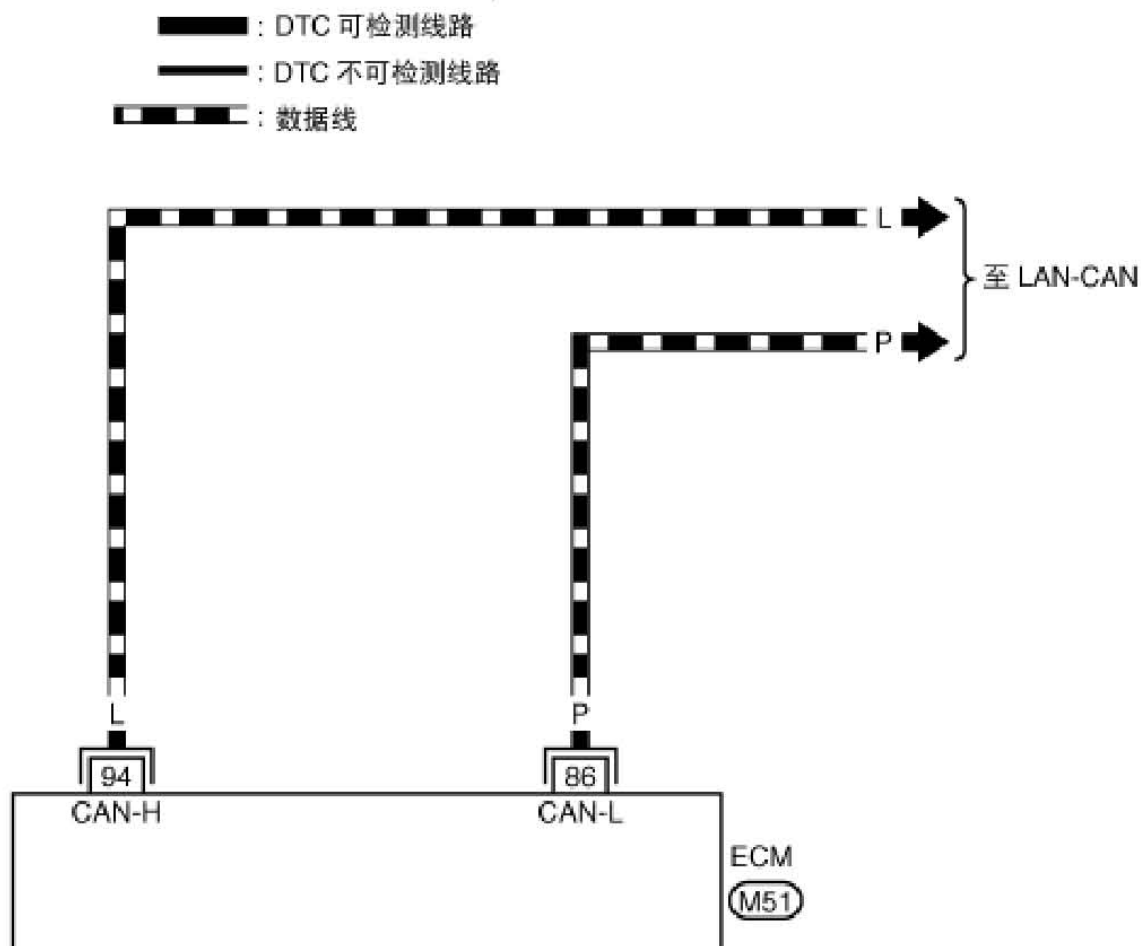 : DTC 可检测线路
: DTC 不可检测线路
: 数据线
L
至 LAN-CAN
P
L
P
94
86
CAN-H
CAN-L
ECM
M51